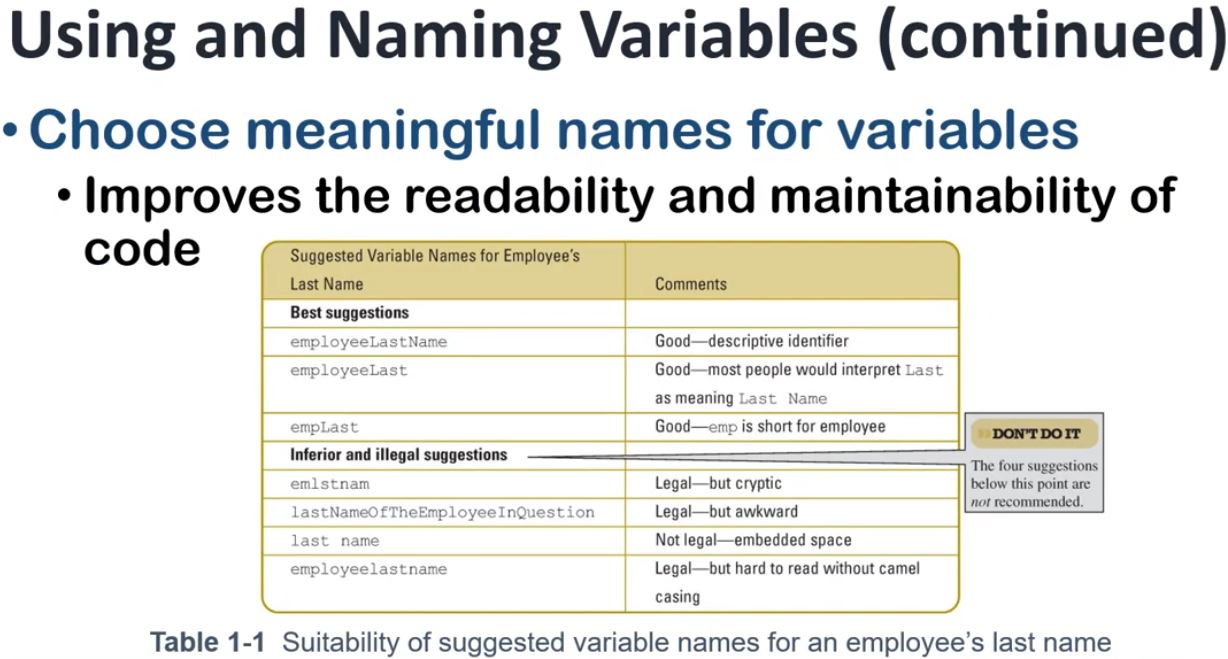 Using and Naming Variables (continued)
• Choose meaningful names for variables
• Improves the readability and maintainability of
code
Suggested Variable Names for Employee's
Last Name
Comments
Best suggestions
employeeLastName
Good—descriptive identifier
employeeLast
Good—most people would interpret Last
as meaning Last Name
empLast
Good—emp is short for employee
Inferior and illegal suggestions
emlstnam
Legal—but cryptic
lastNameOfTheEmployeeInQuestion
Legal—but awkward
last name
Not legal—embedded space
employeelastname
Legal—but hard to read without camel
casing
» DON'T DO IT
The four suggestions
below this point are
not recommended.
Table 1-1 Suitability of suggested variable names for an employee's last name